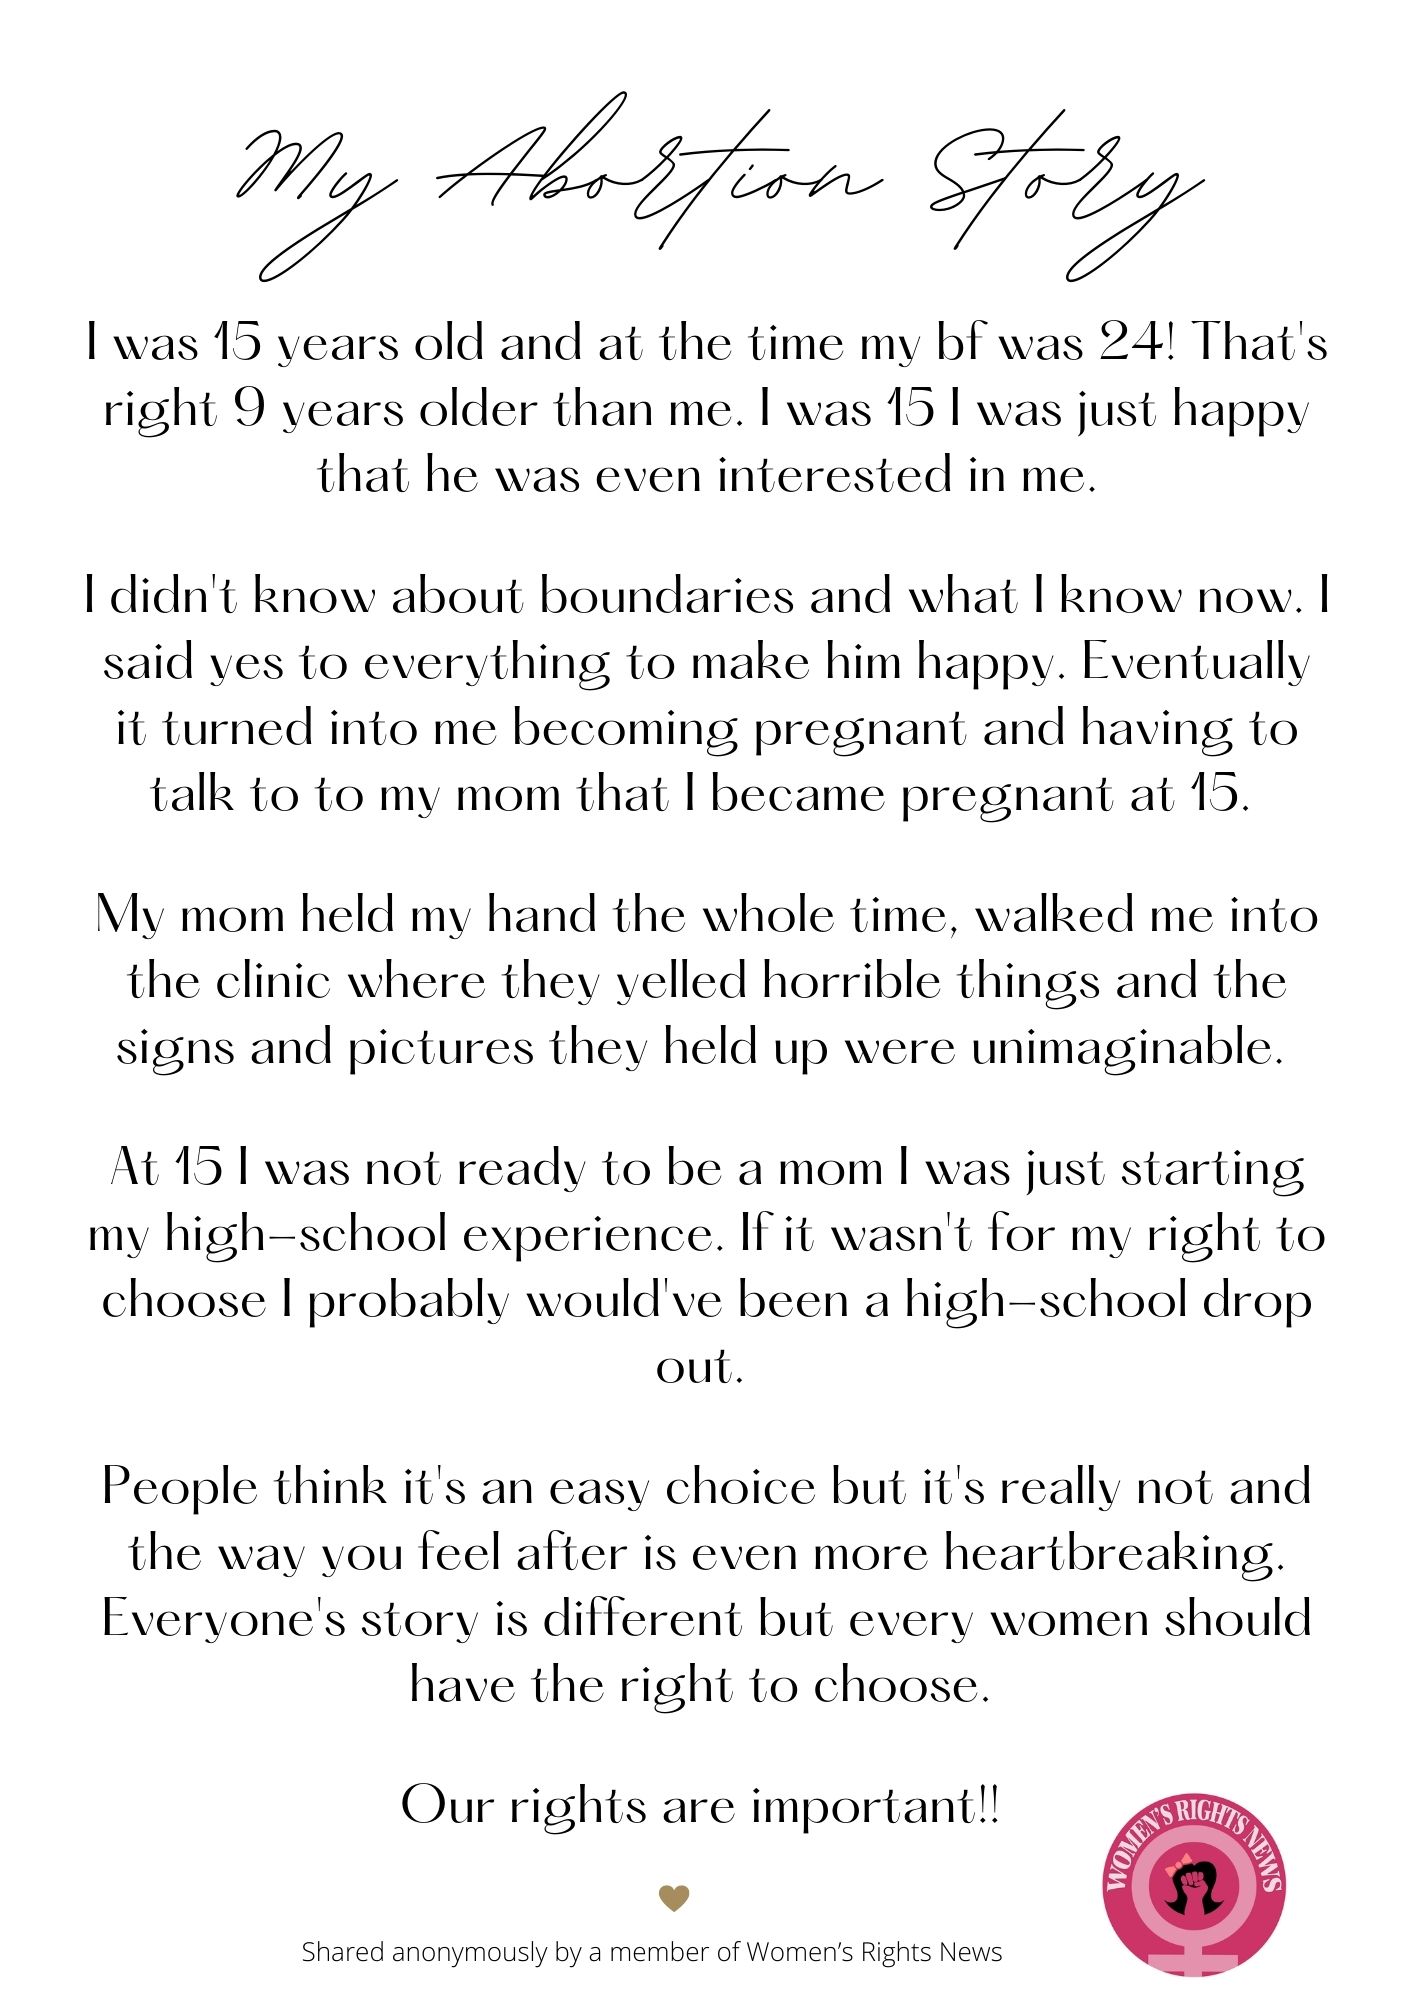 My Abortion Story
I was 15 years old and at the time my bf was 24! That's
right 9 years older than me. I was 15 I was just happy
that he was even interested in me.
I didn't know about boundaries and what I know now. I
said yes to everything to make him happy. Eventually
it turned into me becoming pregnant and having to
talk to to my mom that I became pregnant at 15.
My mom held my hand the whole time, walked me into
the clinic where they yelled horrible things and the
signs and pictures they held up were unimaginable.
At 15 I was not ready to be a mom I was just starting
my high-school experience. If it wasn't for my right to
choose I probably would've been a high-school drop
out.
People think it's an easy choice but it's really not and
the way you feel after is even more heartbreaking.
Everyone's story is different but every women should
have the right to choose.
Our rights are important!!
WOMEN'S RIGHTS NEWS
Shared anonymously by a member of Women’s Rights News